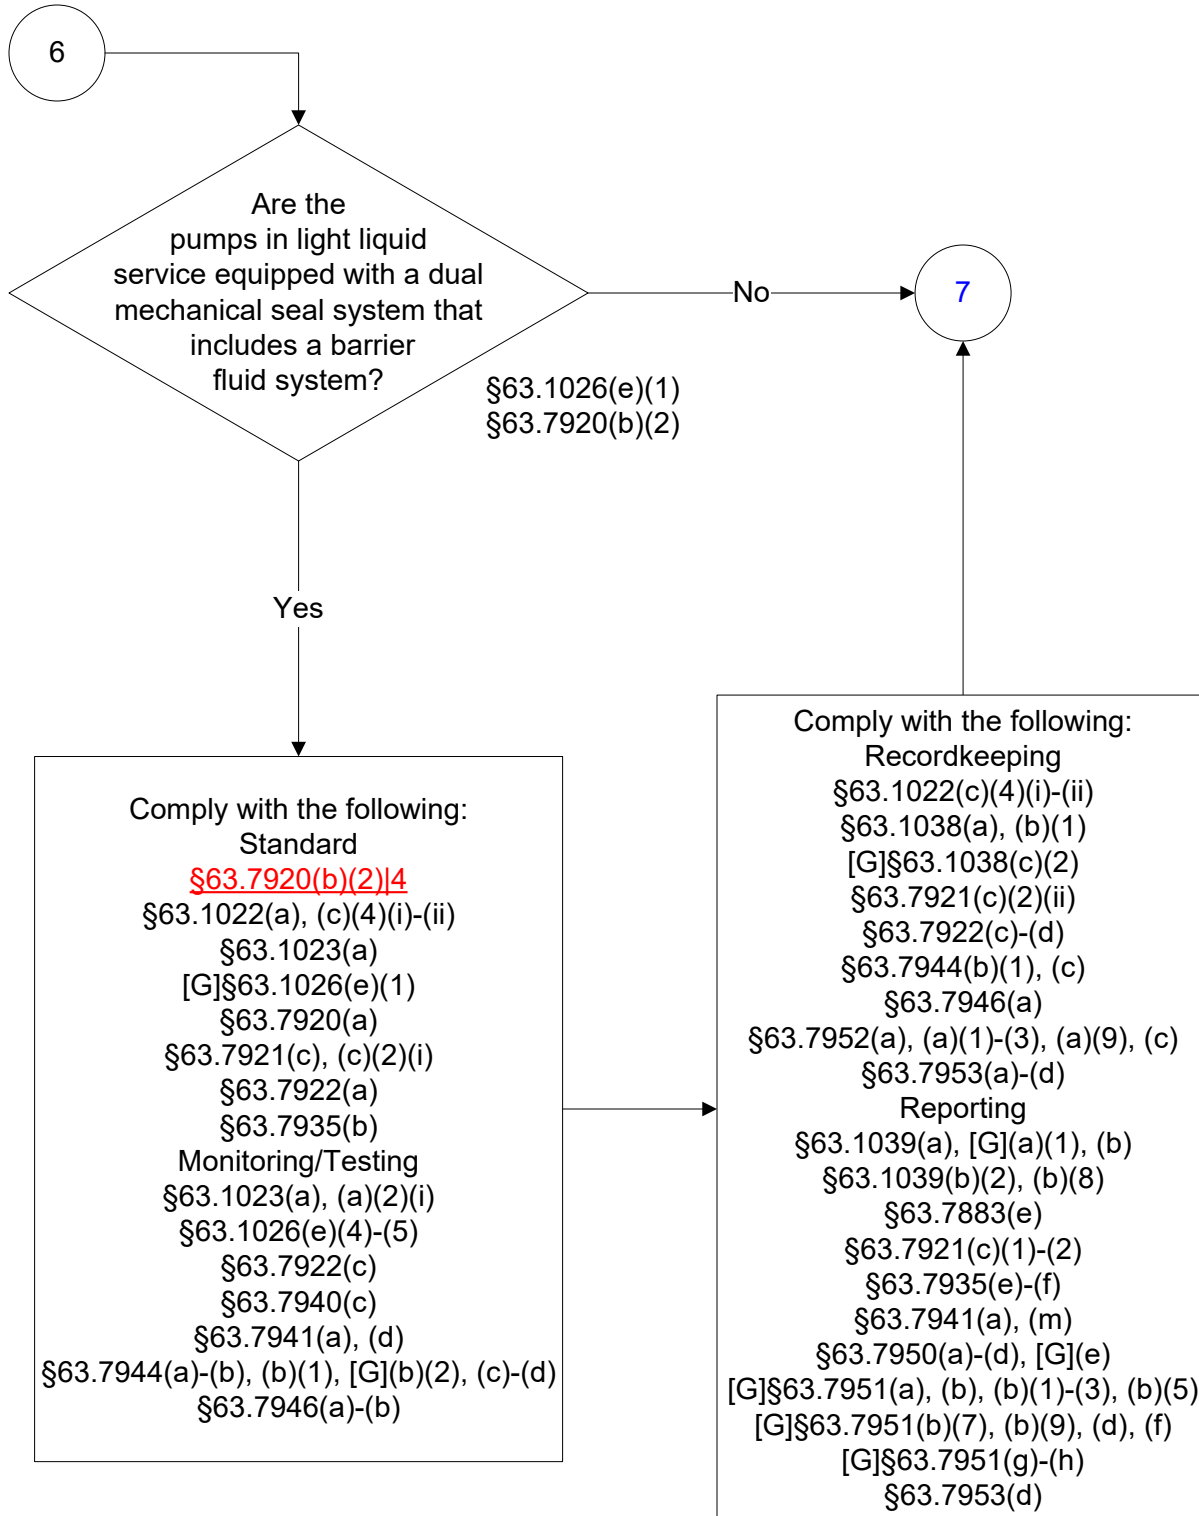 6
Are the
pumps in light liquid
service equipped with a dual
mechanical seal system that
includes a barrier
fluid system?
No
7
§63.1026(e)(1)
§63.7920(b)(2)
Yes
Comply with the following:
Standard
§63.7920(b)(2)|4
§63.1022(a), (c)(4)(i)-(ii)
§63.1023(a)
[G]§63.1026(e)(1)
§63.7920(a)
§63.7921(c), (c)(2)(i)
§63.7922(a)
§63.7935(b)
Monitoring/Testing
§63.1023(a), (a)(2)(i)
§63.1026(e)(4)-(5)
§63.7922(c)
§63.7940(c)
§63.7941(a), (d)
§63.7944(a)-(b), (b)(1), [G](b)(2), (c)-(d)
§63.7946(a)-(b)
Comply with the following:
Recordkeeping
§63.1022(c)(4)(i)-(ii)
§63.1038(a), (b)(1)
[G]§63.1038(c)(2)
§63.7921(c)(2)(ii)
§63.7922(c)-(d)
§63.7944(b)(1), (c)
§63.7946(a)
§63.7952(a), (a)(1)-(3), (a)(9), (c)
§63.7953(a)-(d)
Reporting
§63.1039(a), [G](a)(1), (b)
§63.1039(b)(2), (b)(8)
§63.7883(e)
§63.7921(c)(1)-(2)
§63.7935(e)-(f)
§63.7941(a), (m)
§63.7950(a)-(d), [G](e)
[G]§63.7951(a), (b), (b)(1)-(3), (b)(5)
[G]§63.7951(b)(7), (b)(9), (d), (f)
[G]§63.7951(g)-(h)
§63.7953(d)